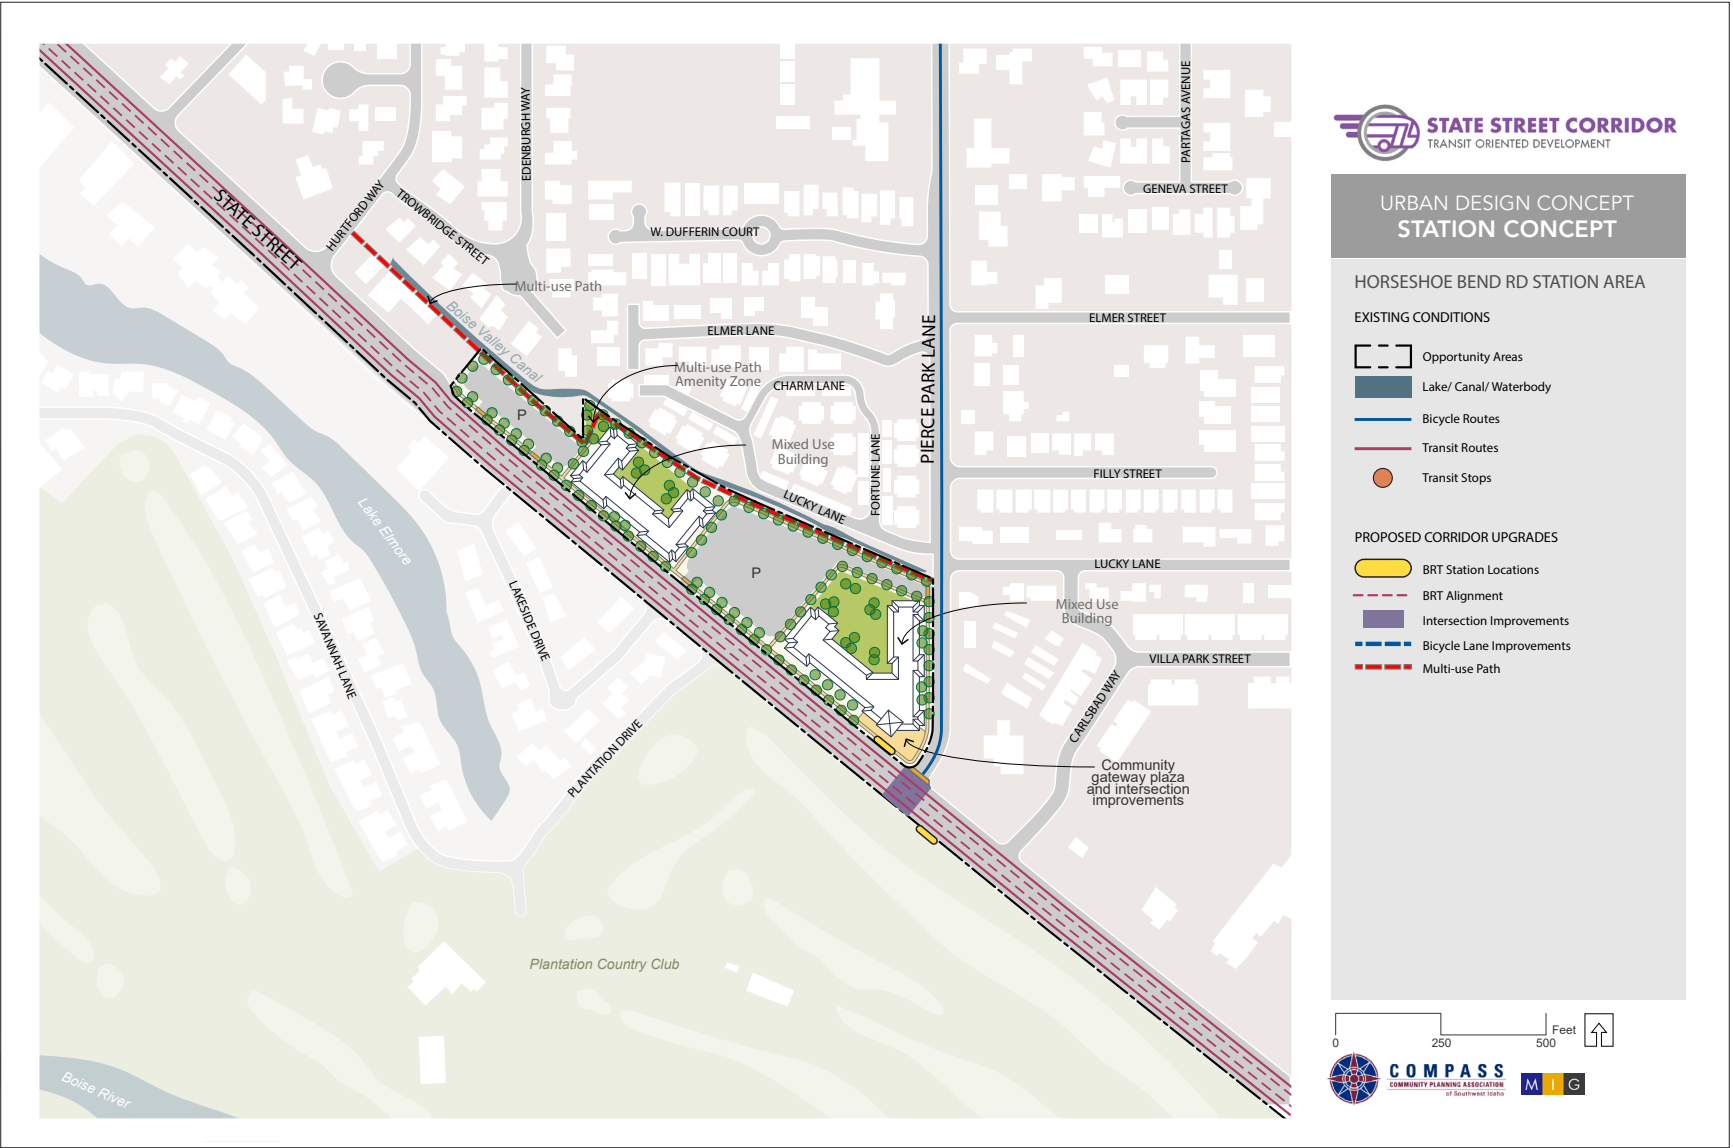 STATE STREET CORRIDOR
TRANSIT ORIENTED DEVELOPMENT
URBAN DESIGN CONCEPT
STATION CONCEPT
HORSESHOE BEND RD STATION AREA
EXISTING CONDITIONS
Opportunity Areas
Lake/ Canal/ Waterbody
Bicycle Routes
Transit Routes
Transit Stops
PROPOSED CORRIDOR UPGRADES
BRT Station Locations
BRT Alignment
Intersection Improvements
Bicycle Lane Improvements
Multi-use Path
0
250
500
Feet
COMPASS
COMMUNITY PLANNING ASSOCIATION
of Southwest Idaho
M I G
STATE STREET
HURTFORD WAY
TROWBRIDGE STREET
EDENBURGH WAY
PARTAGAS AVENUE
GENEVA STREET
W. DUFFERIN COURT
Multi-use Path
Boise Valley Canal
ELMER LANE
ELMER STREET
PIERCE PARK LANE
Multi-use Path
Amenity Zone
CHARM LANE
P
Mixed Use
Building
FORTUNE LANE
FILLY STREET
LUCKY LANE
Lake Elmore
P
LUCKY LANE
Mixed Use
Building
LAKESIDE DRIVE
SAVANNAH LANE
VILLA PARK STREET
CARLSBAD WAY
PLANTATION DRIVE
Community
gateway plaza
and intersection
improvements
Plantation Country Club
Boise River